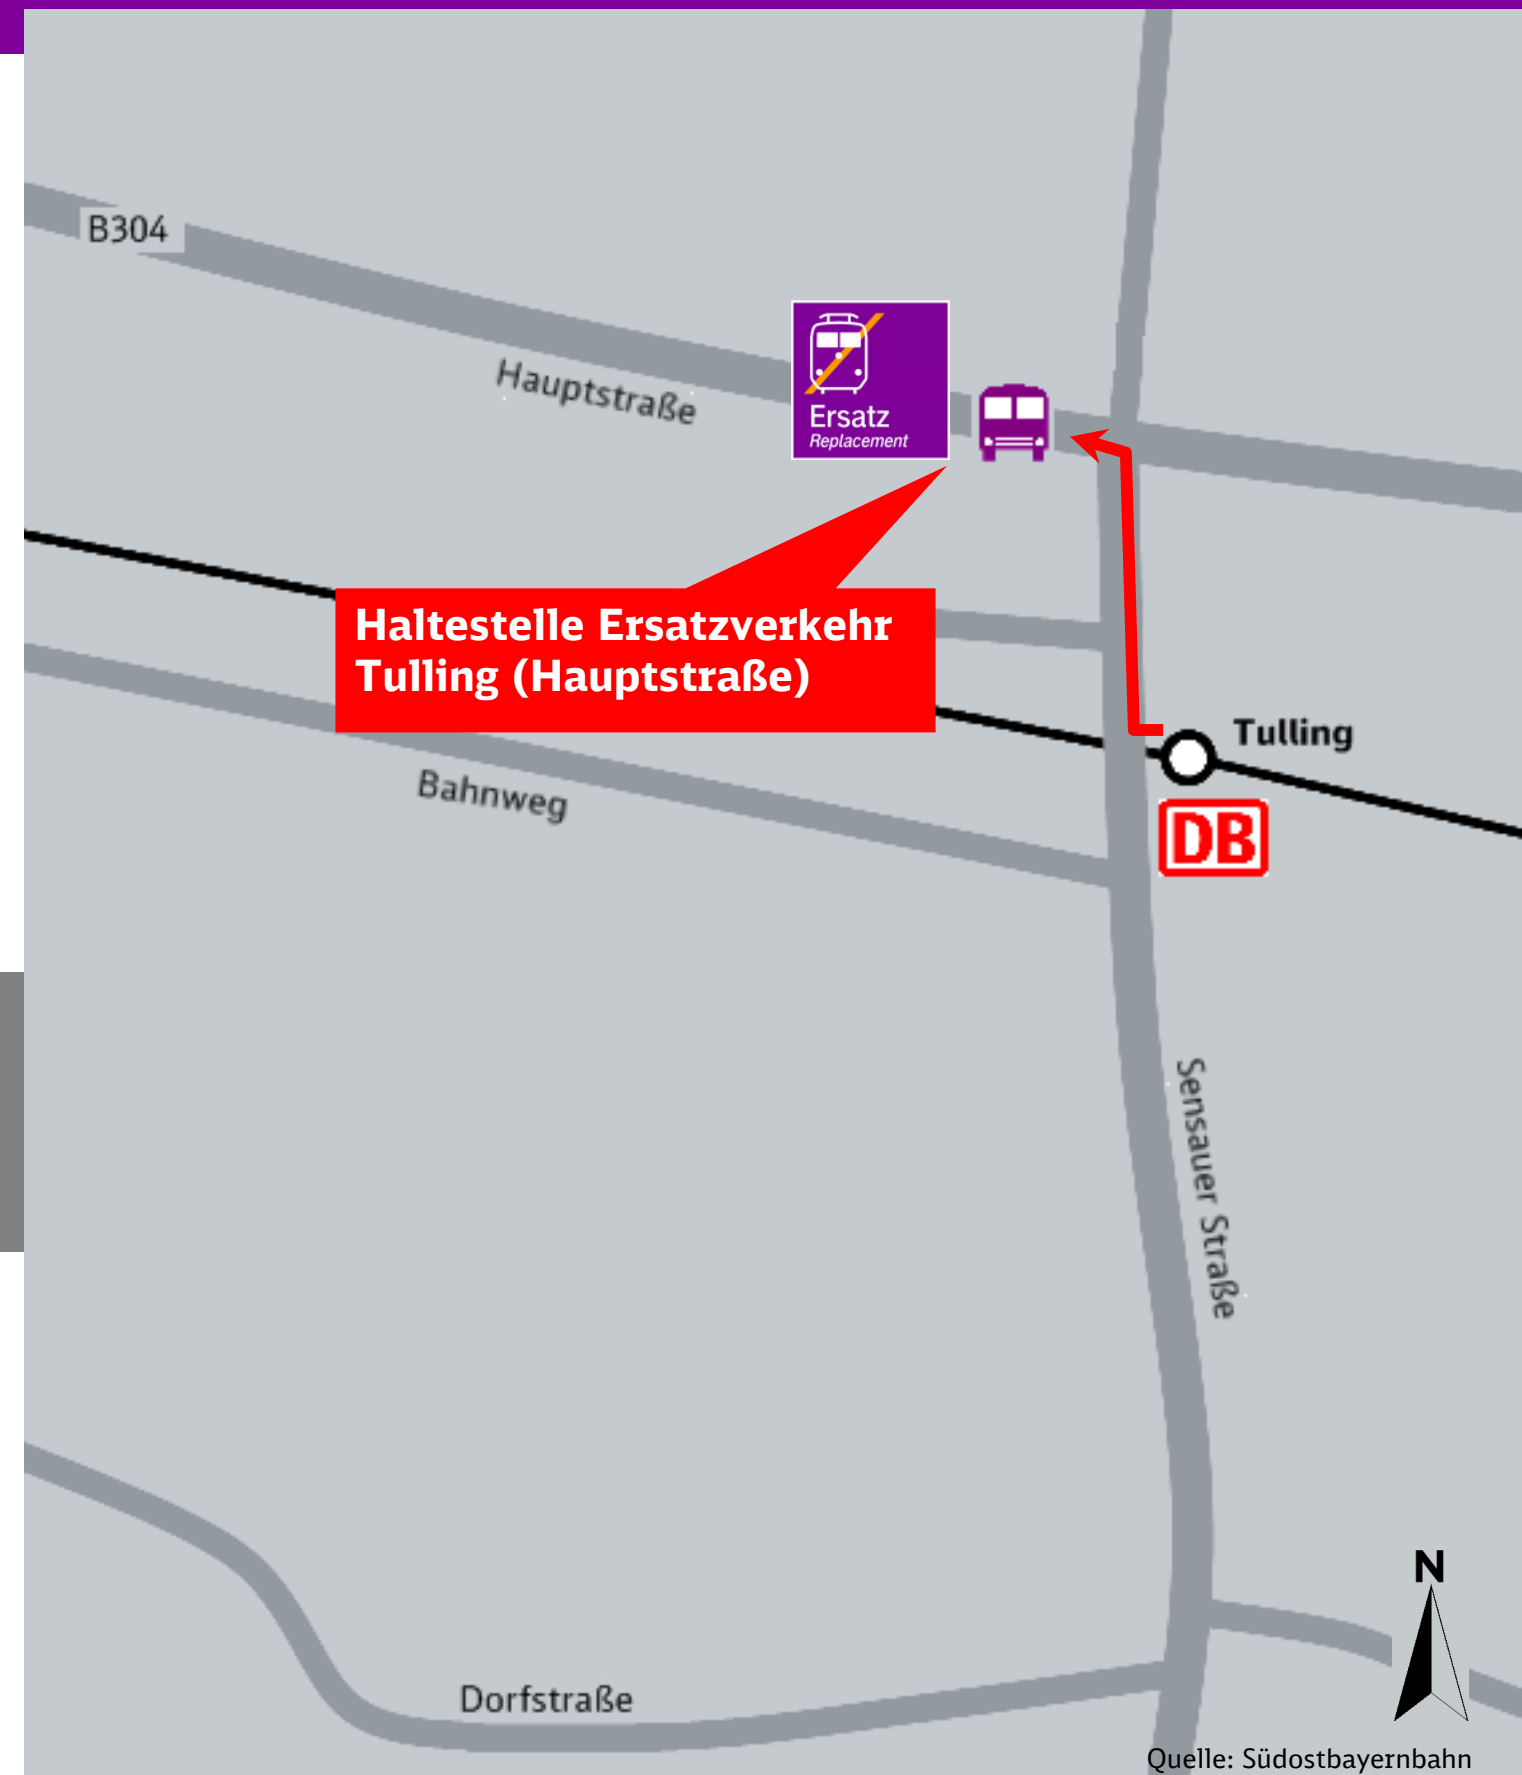 B304
Hauptstraße
Ersatz
Replacement
Haltestelle Ersatzverkehr
Tulling (Hauptstraße)
Tulling
DB
Bahnweg
Sensauer Straße
N
Dorfstraße
Quelle: Südostbayernbahn